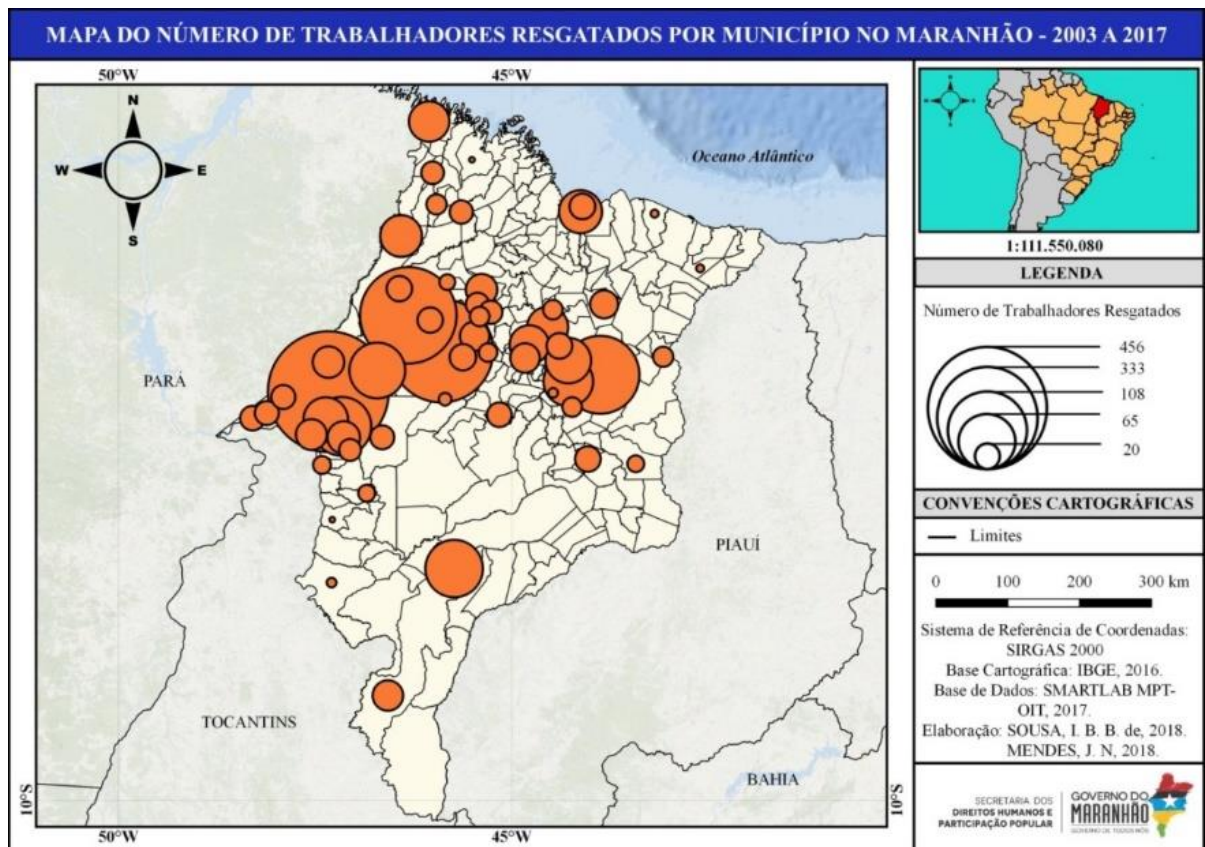 MAPA DO NÚMERO DE TRABALHADORES RESGATADOS POR MUNICÍPIO NO MARANHÃO - 2003 A 2017
50°W
45°W
N
W
E
S
Oceano Atlântico
PARÁ
PIAUÍ
TOCANTINS
BAHIA
10°S
10°S
50°W
45°W
1:111.550.080
LEGENDA
Número de Trabalhadores Resgatados
456
333
108
65
20
CONVENÇÕES CARTOGRÁFICAS
Limites
0 100 200 300 km
Sistema de Referência de Coordenadas:
SIRGAS 2000
Base Cartográfica: IBGE, 2016.
Base de Dados: SMARTLAB MPT-
OIT, 2017.
Elaboração: SOUSA, I. B. B. de, 2018.
MENDES, J. N, 2018.
SECRETARIA DOS
DIREITOS HUMANOS E
PARTICIPAÇÃO POPULAR
GOVERNO DO
MARANHÃO
GOVERNO DE TODOS NÓS